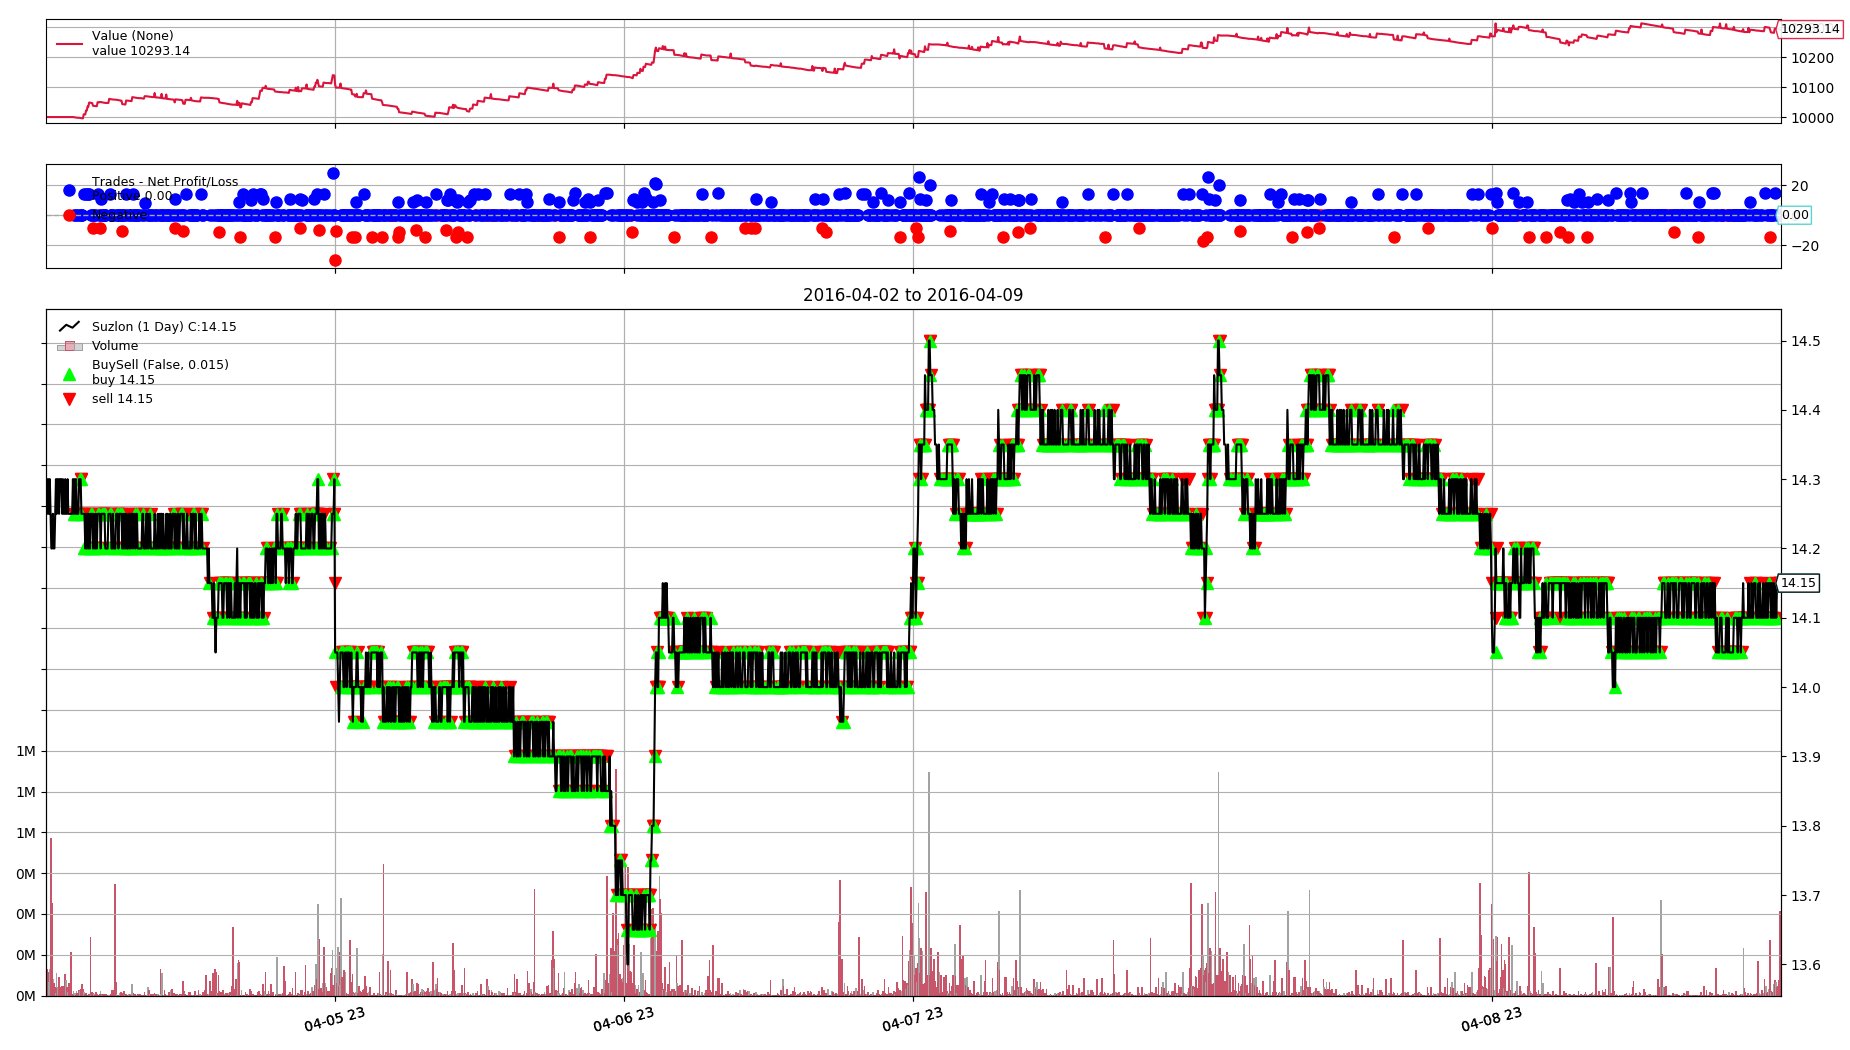 Value (None)
value 10293.14
10293.14
10200
10100
10000
Trades - Net Profit/Loss
Positive 0.00
Negative
20
0.00
−20
2016-04-02 to 2016-04-09
Suzlon (1 Day) C:14.15
Volume
BuySell (False, 0.015)
buy 14.15
sell 14.15
14.5
14.4
14.3
14.2
14.15
14.1
14.0
13.9
13.8
13.7
13.6
1M
1M
1M
0M
0M
0M
0M
04-05 23
04-06 23
04-07 23
04-08 23